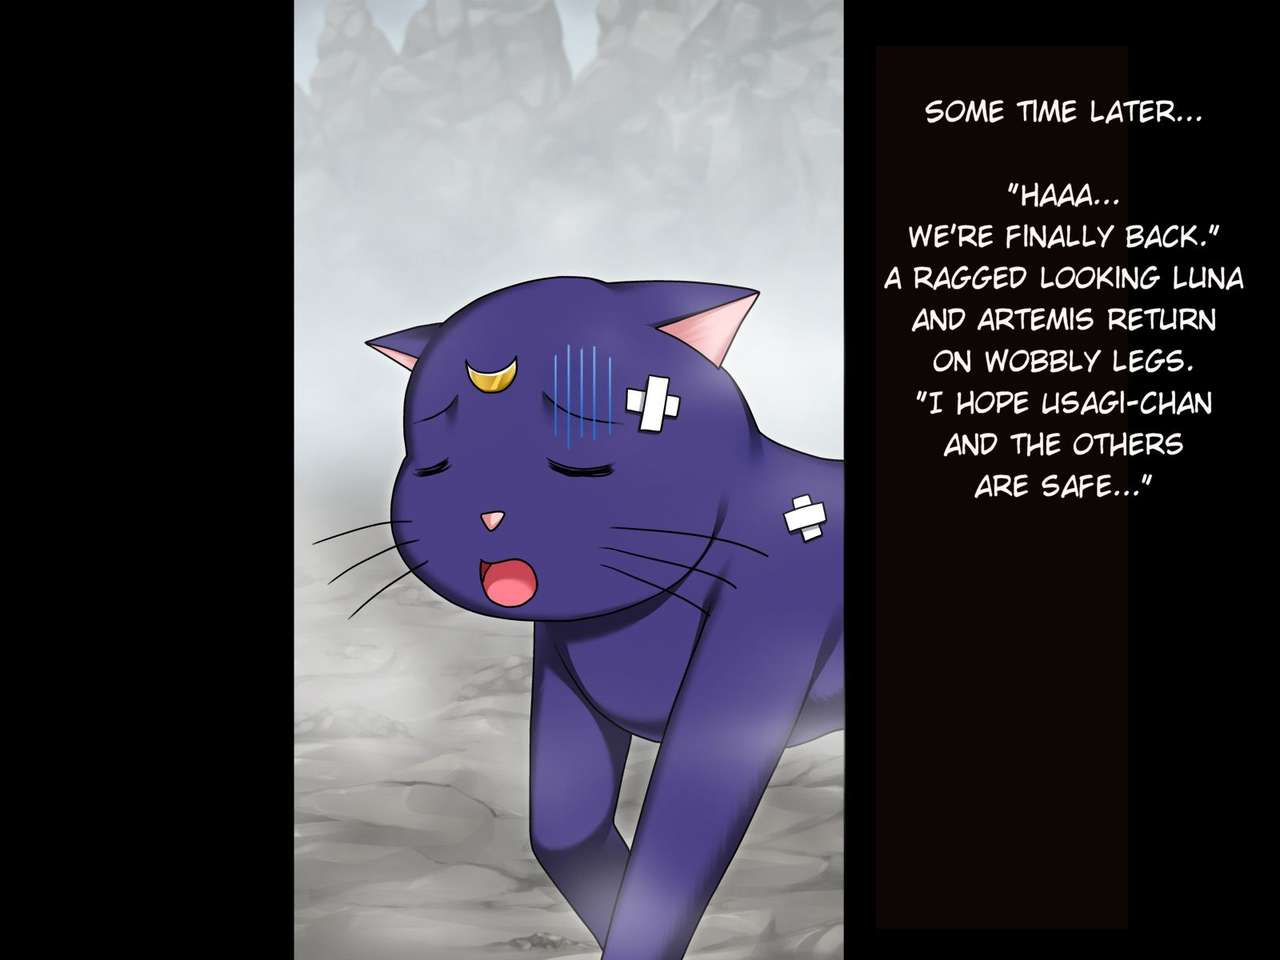 SOME TIME LATER...
"HAAA...
WE'RE FINALLY BACK."
A RAGGED LOOKING LUNA
AND ARTEMIS RETURN
ON WOBBLY LEGS.
"I HOPE USAGI-CHAN
AND THE OTHERS
ARE SAFE..."